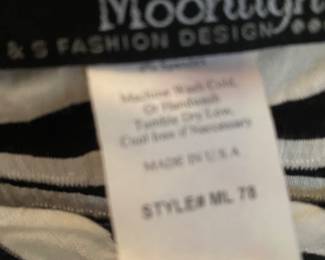 Moonlight
& S FASHION DESIGN
Machine Wash Cold,
Or Handwash
Tumble Dry Low,
Cool Iron if Necessary
MADE IN U.S.A
STYLE# ML 78